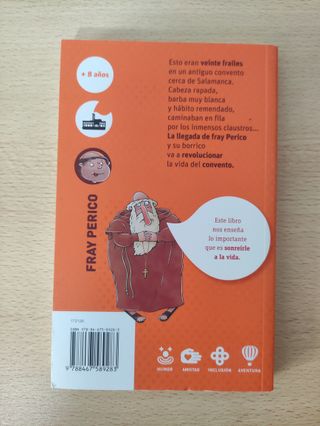 + 8 años
Esto eran veinte frailes
en un antiguo convento
cerca de Salamanca.
Cabeza rapada,
barba muy blanca
y hábito remendado,
caminaban en fila
por los inmensos claustros...
La llegada de fray Perico
y su borrico
va a revolucionar
la vida del convento.
FRAY PERICO
Este libro
nos enseña
lo importante
que es sonreírle
a la vida.
9 788467 589283
HUMOR
AMISTAD
INCLUSIÓN
AVENTURA